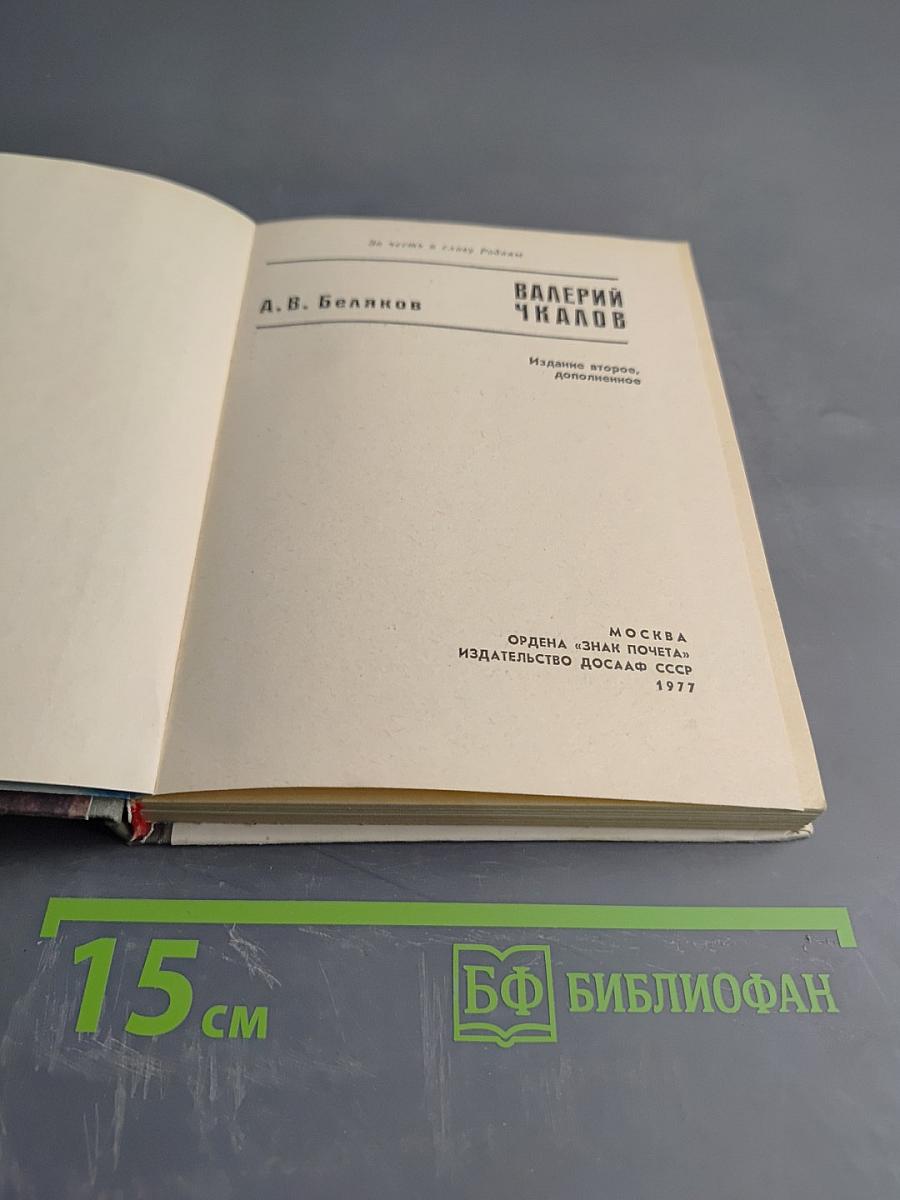 За честь и славу Родины
А. В. Беляков
ВАЛЕРИЙ
ЧКАЛОВ
Издание второе,
дополненное
МОСКВА
ОРДЕНА «ЗНАК ПОЧЕТА»
ИЗДАТЕЛЬСТВО ДОСААФ СССР
1977
15 см
БФ БИБЛИОФАН